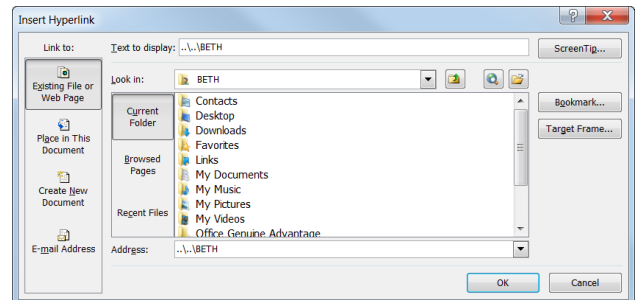 Insert Hyperlink
Link to:
Text to display: ..\..\BETH
ScreenTip...
Existing File or
Web Page
Look in: BETH
Current
Folder
Contacts
Desktop
Downloads
Favorites
Links
My Documents
My Music
My Pictures
My Videos
Office Genuine Advantage
Bookmark...
Target Frame...
Place in This
Document
Browsed
Pages
Create New
Document
Recent Files
E-mail Address
Address: ..\..\BETH
OK
Cancel